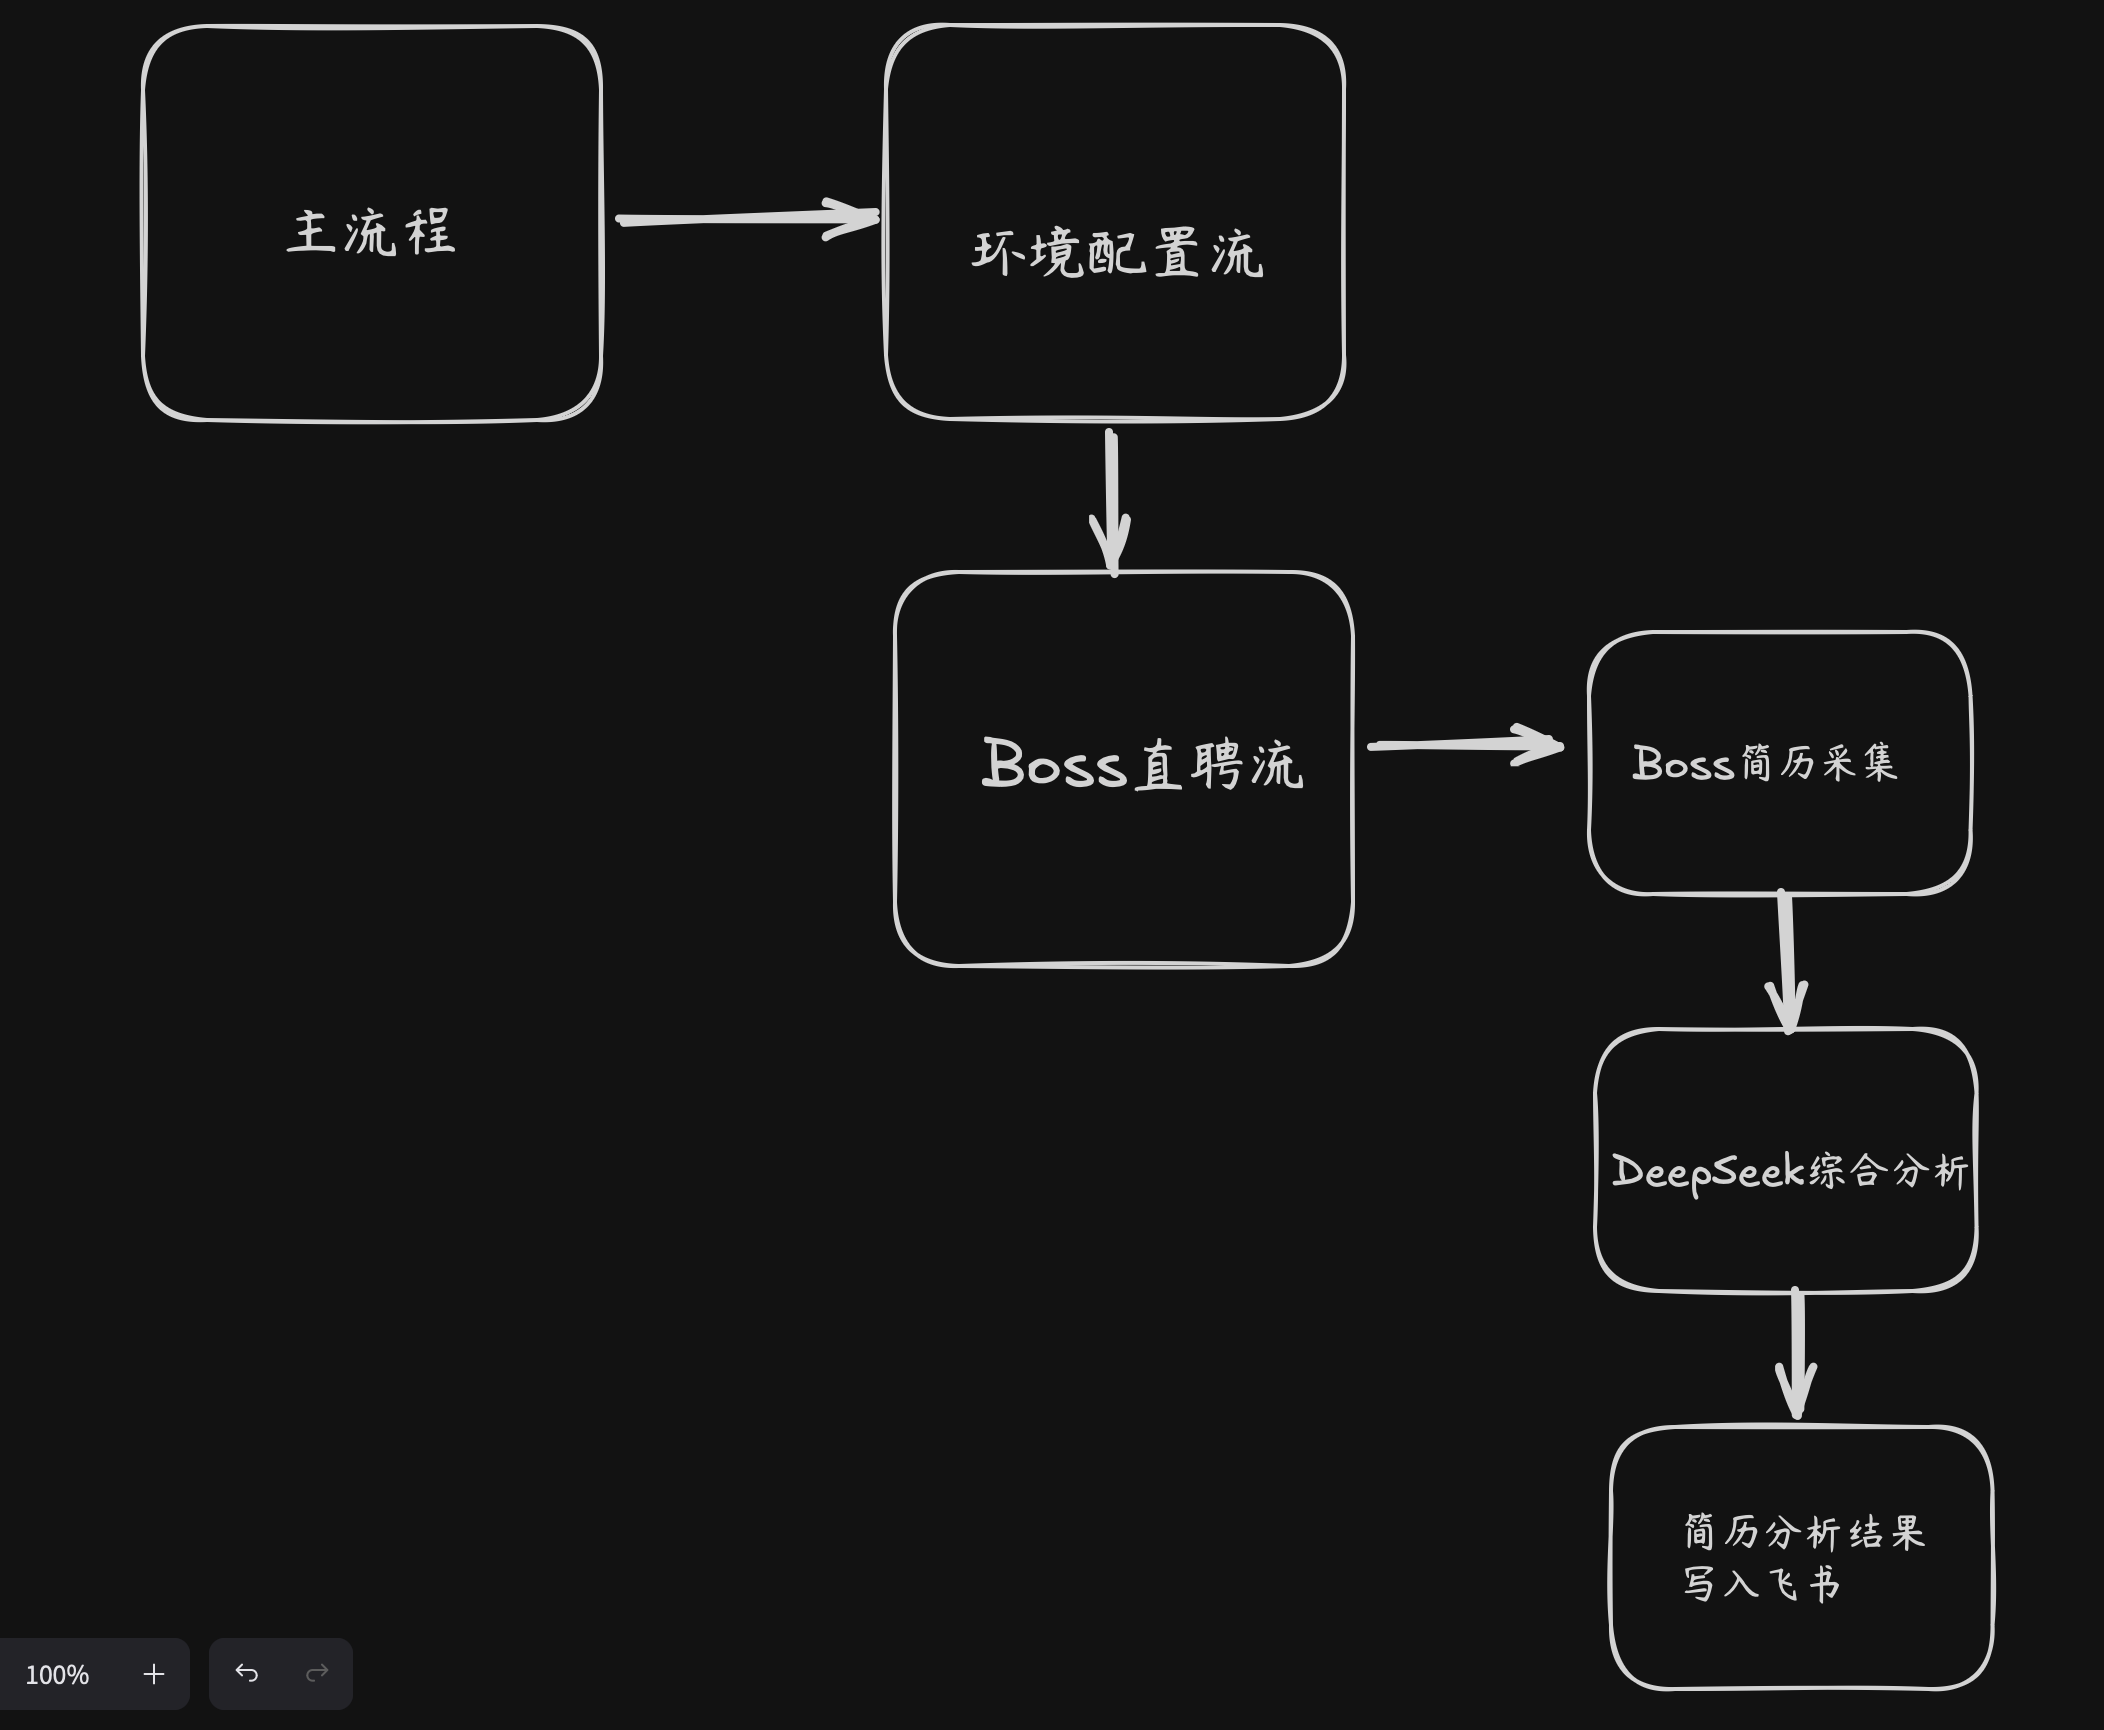 主流程
环境配置流
Boss直聘流
Boss简历采集
DeepSeek综合分析
简历分析结果
写入飞书
100%